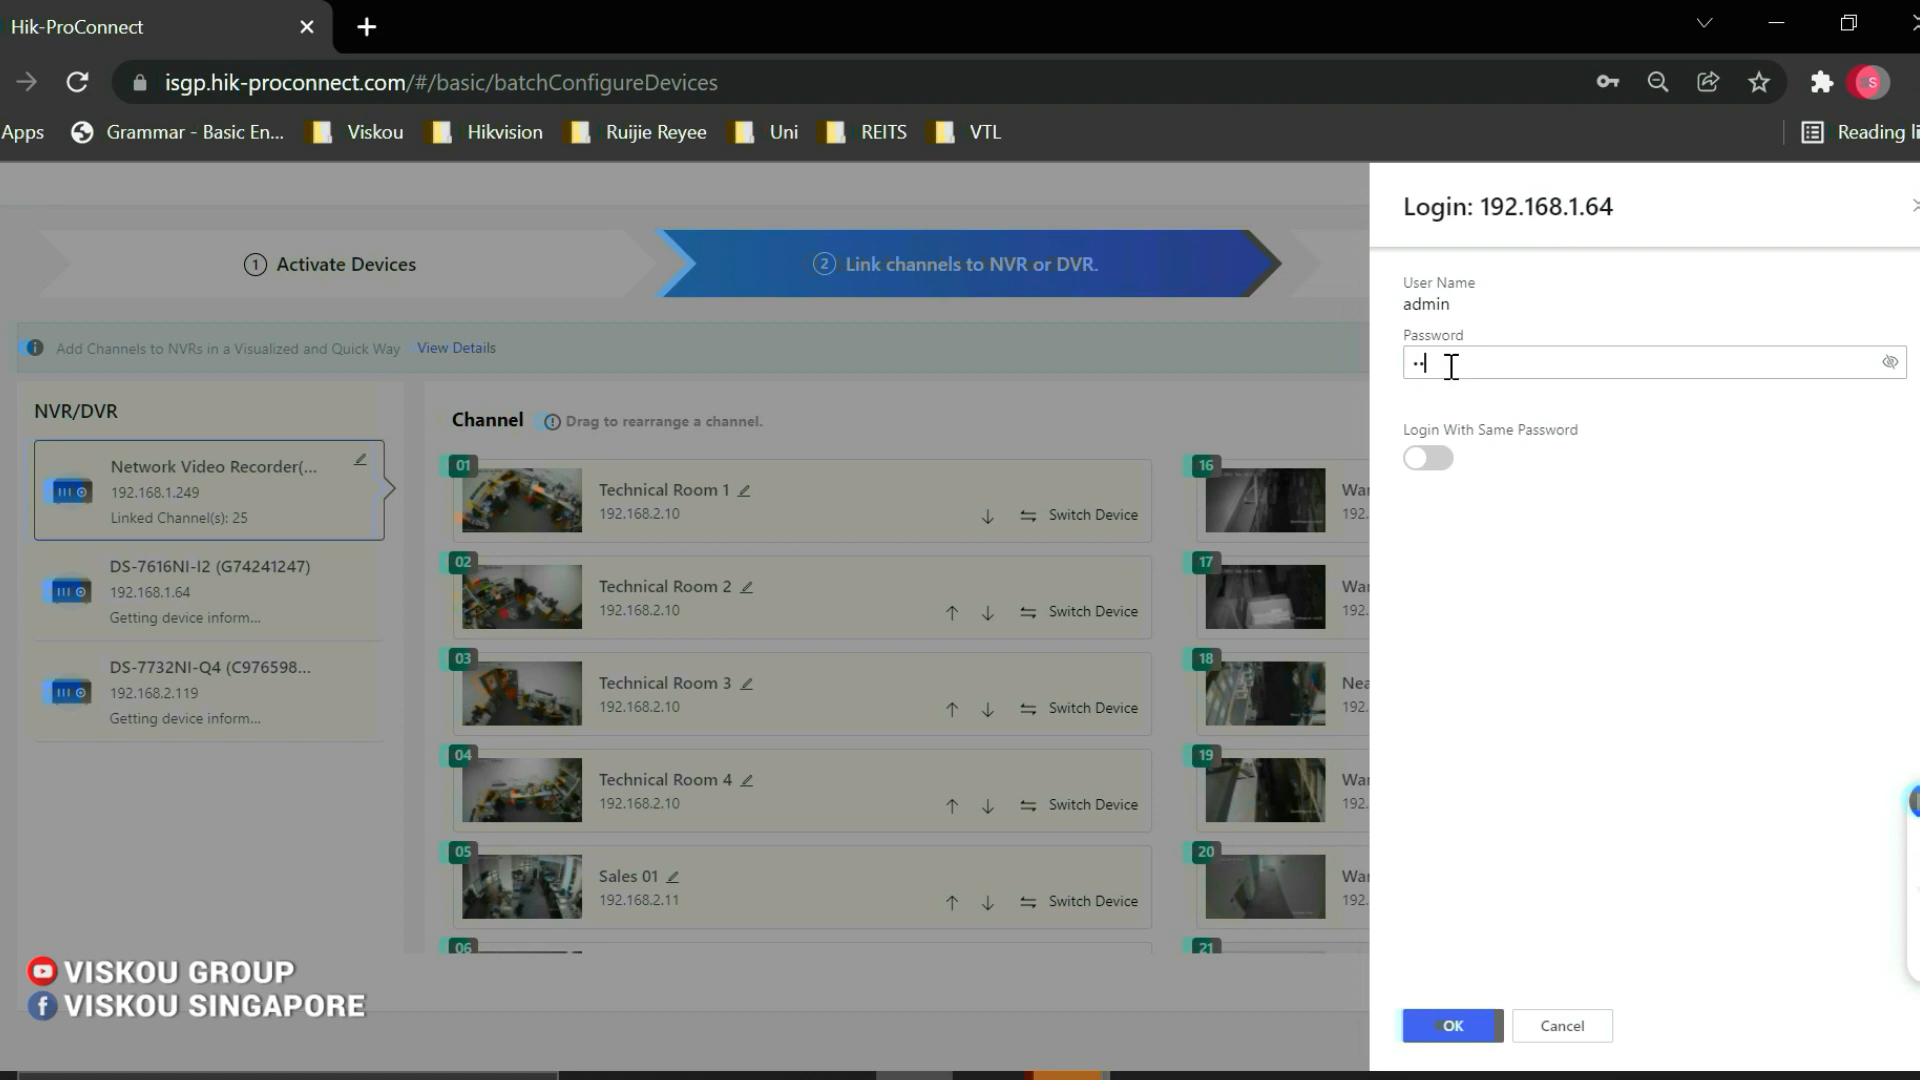 Hik-ProConnect
isgp.hik-proconnect.com/#/basic/batchConfigureDevices
S
Apps
Grammar - Basic En...
Viskou
Hikvision
Ruijie Reyee
Uni
REITS
VTL
Reading li
1 Activate Devices
2 Link channels to NVR or DVR.
Add Channels to NVRs in a Visualized and Quick Way View Details
NVR/DVR
Network Video Recorder(...
192.168.1.249
Linked Channel(s): 25
DS-7616NI-I2 (G74241247)
192.168.1.64
Getting device inform...
DS-7732NI-Q4 (C976598...
192.168.2.119
Getting device inform...
Channel Drag to rearrange a channel.
01
Technical Room 1
192.168.2.10
Switch Device
02
Technical Room 2
192.168.2.10
Switch Device
03
Technical Room 3
192.168.2.10
Switch Device
04
Technical Room 4
192.168.2.10
Switch Device
05
Sales 01
192.168.2.11
Switch Device
06
16
War
192.
17
War
192.
18
Nea
192.
19
War
192.
20
War
192.
21
Login: 192.168.1.64
User Name
admin
Password
Login With Same Password
OK
Cancel
VISKOU GROUP
VISKOU SINGAPORE